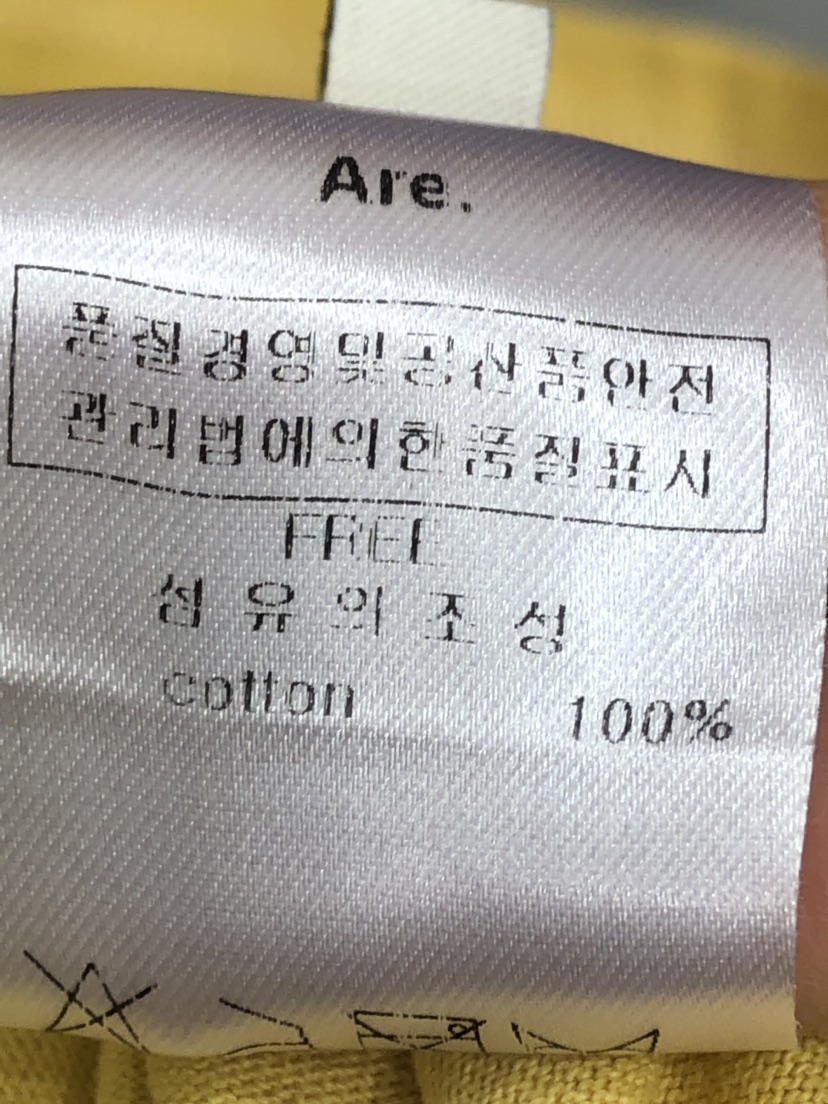 Are.
품질경영및공산품안전
관리법에의한품질표시
FREE
섬유의조성
cotton 100%